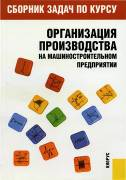 СБОРНИК ЗАДАЧ ПО КУРСУ
ОРГАНИЗАЦИЯ
ПРОИЗВОДСТВА
НА МАШИНОСТРОИТЕЛЬНОМ
ПРЕДПРИЯТИИ
КНОРУС